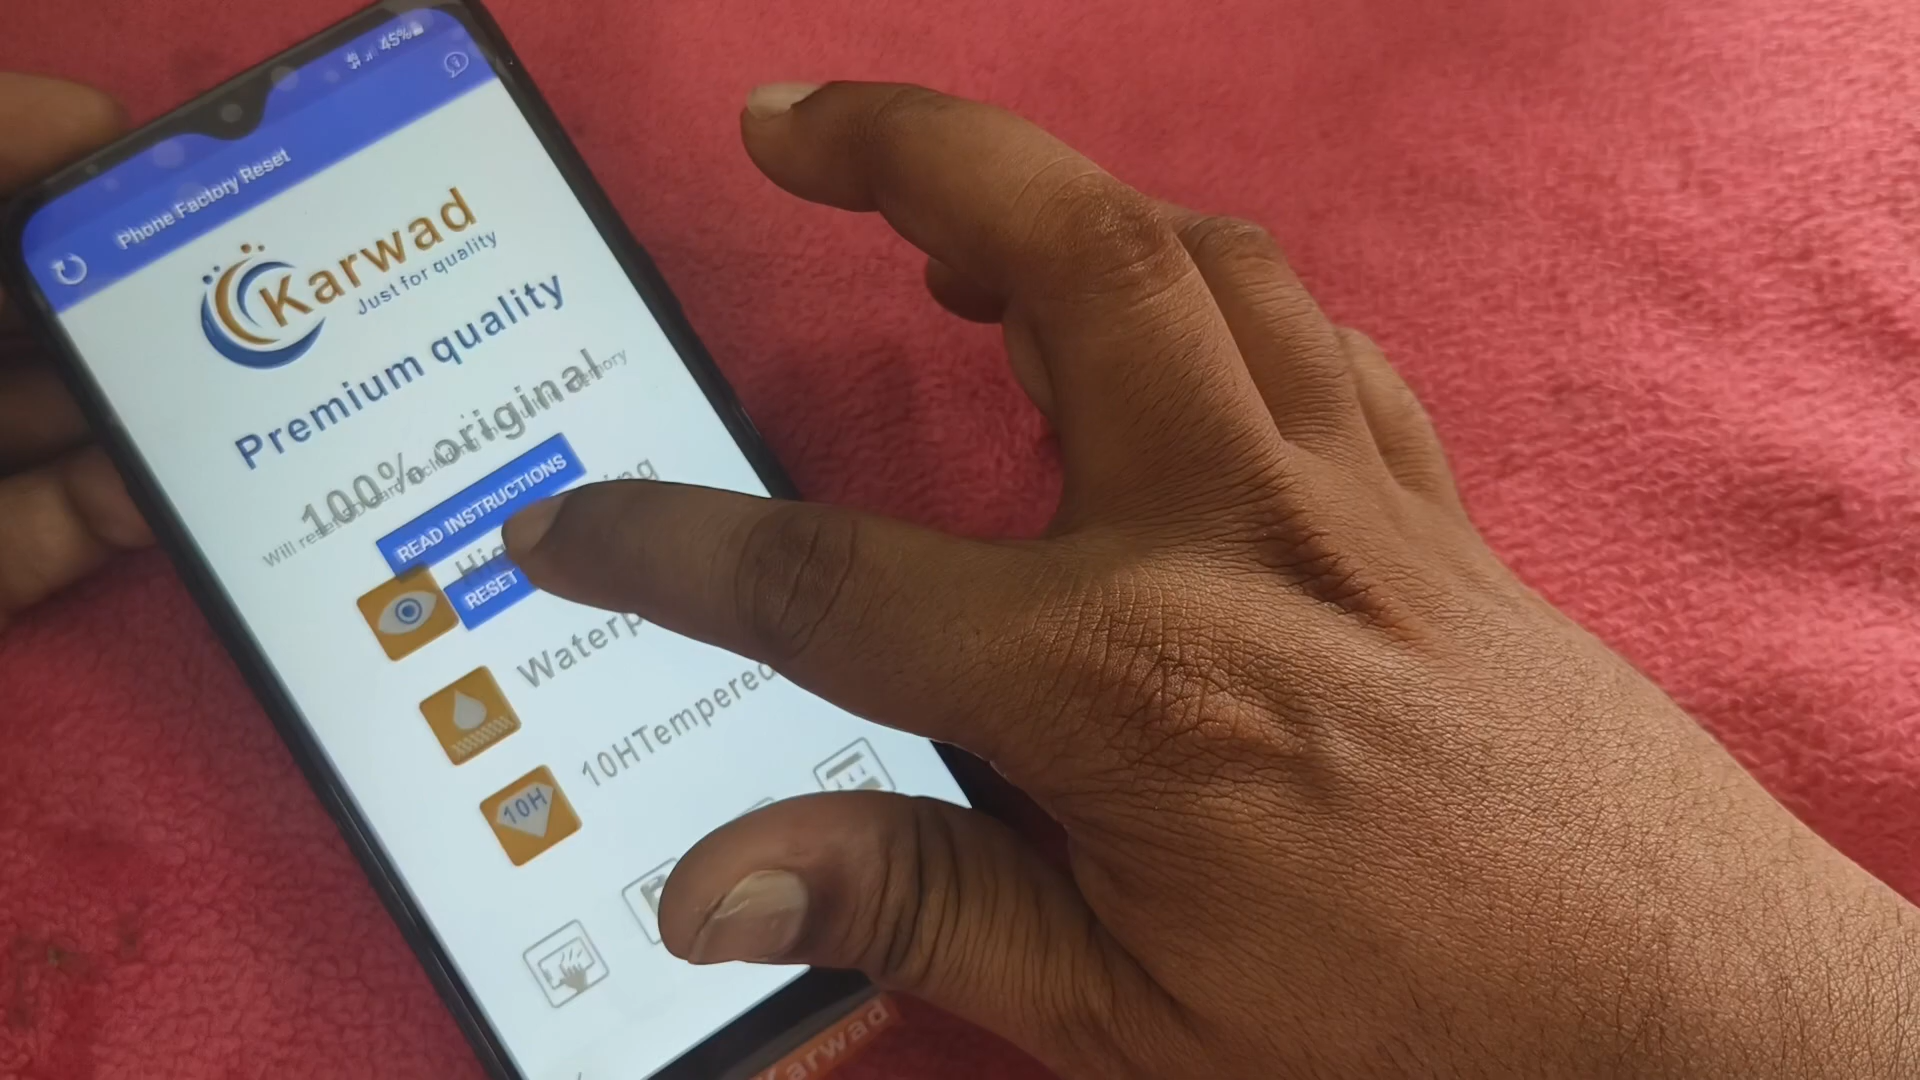 45%
Phone Factory Reset
Karwad
Just for quality
Premium quality
100% original
Will reset
memory
READ INSTRUCTIONS
RESET
Waterp
10HTempered
10H
Karwad